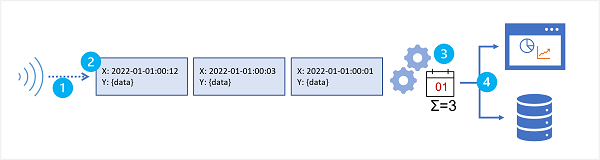 1
2
X: 2022-01-01:00:12
Y: {data}
X: 2022-01-01:00:03
Y: {data}
X: 2022-01-01:00:01
Y: {data}
3
01
Σ=3
4